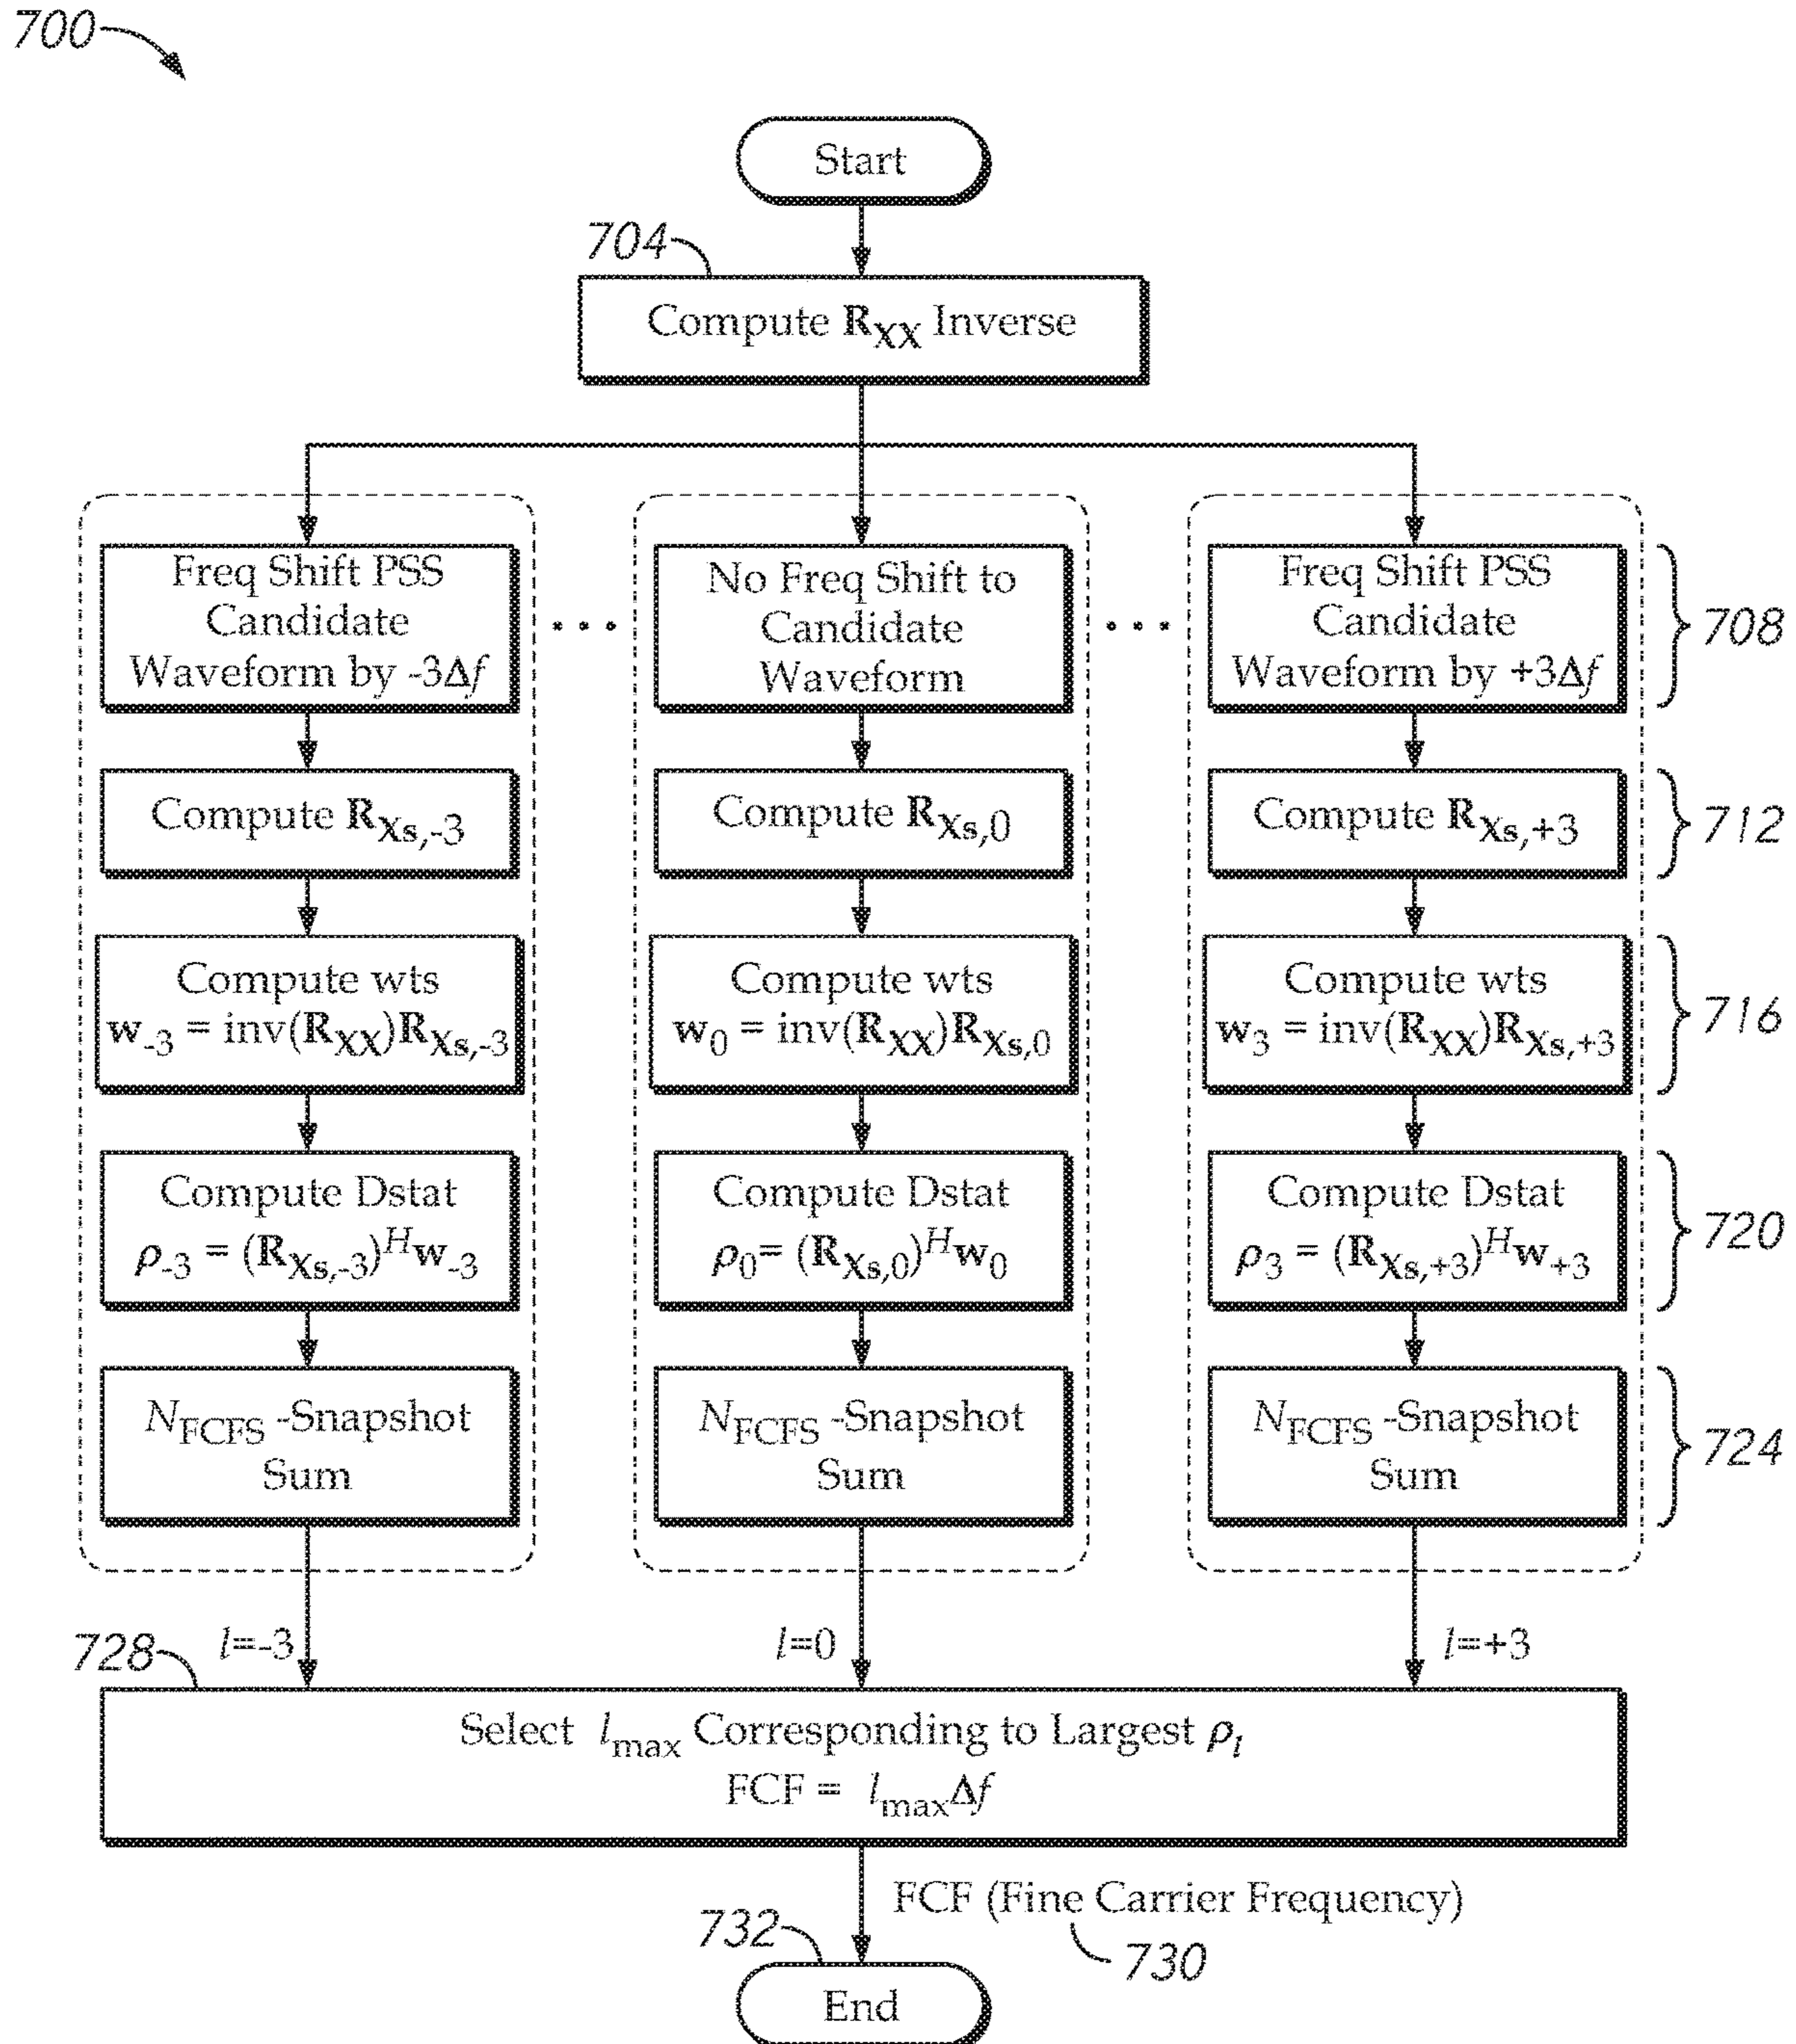 700
Start
704
Compute R_XX Inverse
Freq Shift PSS
Candidate
Waveform by -3Δf
...
No Freq Shift to
Candidate
Waveform
...
Freq Shift PSS
Candidate
Waveform by +3Δf
708
Compute R_Xs,-3
Compute R_Xs,0
Compute R_Xs,+3
712
Compute wts
w_-3 = inv(R_XX)R_Xs,-3
Compute wts
w_0 = inv(R_XX)R_Xs,0
Compute wts
w_3 = inv(R_XX)R_Xs,+3
716
Compute Dstat
ρ_-3 = (R_Xs,-3)^H w_-3
Compute Dstat
ρ_0= (R_Xs,0)^H w_0
Compute Dstat
ρ_3 = (R_Xs,+3)^H w_+3
720
N_FCFS -Snapshot
Sum
N_FCFS -Snapshot
Sum
N_FCFS -Snapshot
Sum
724
728
l=-3
l=0
l=+3
Select l_max Corresponding to Largest ρ_l
FCF = l_maxΔf
FCF (Fine Carrier Frequency)
730
732
End